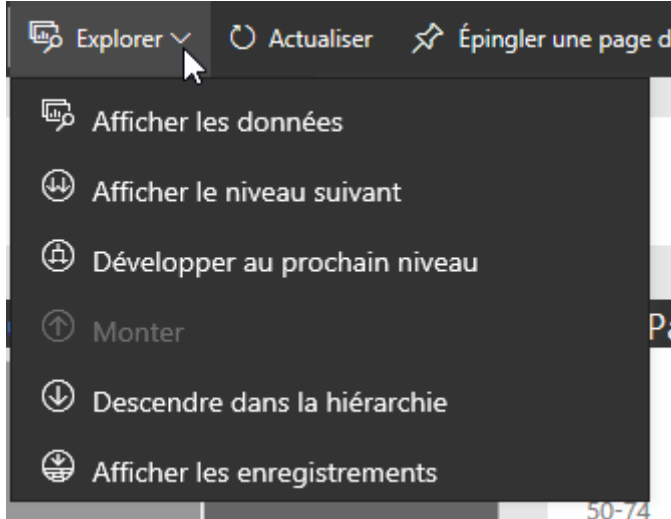 Explorer Actualiser Épingler une page d
Afficher les données
Afficher le niveau suivant
Développer au prochain niveau
Monter
Descendre dans la hiérarchie
Afficher les enregistrements
50-74